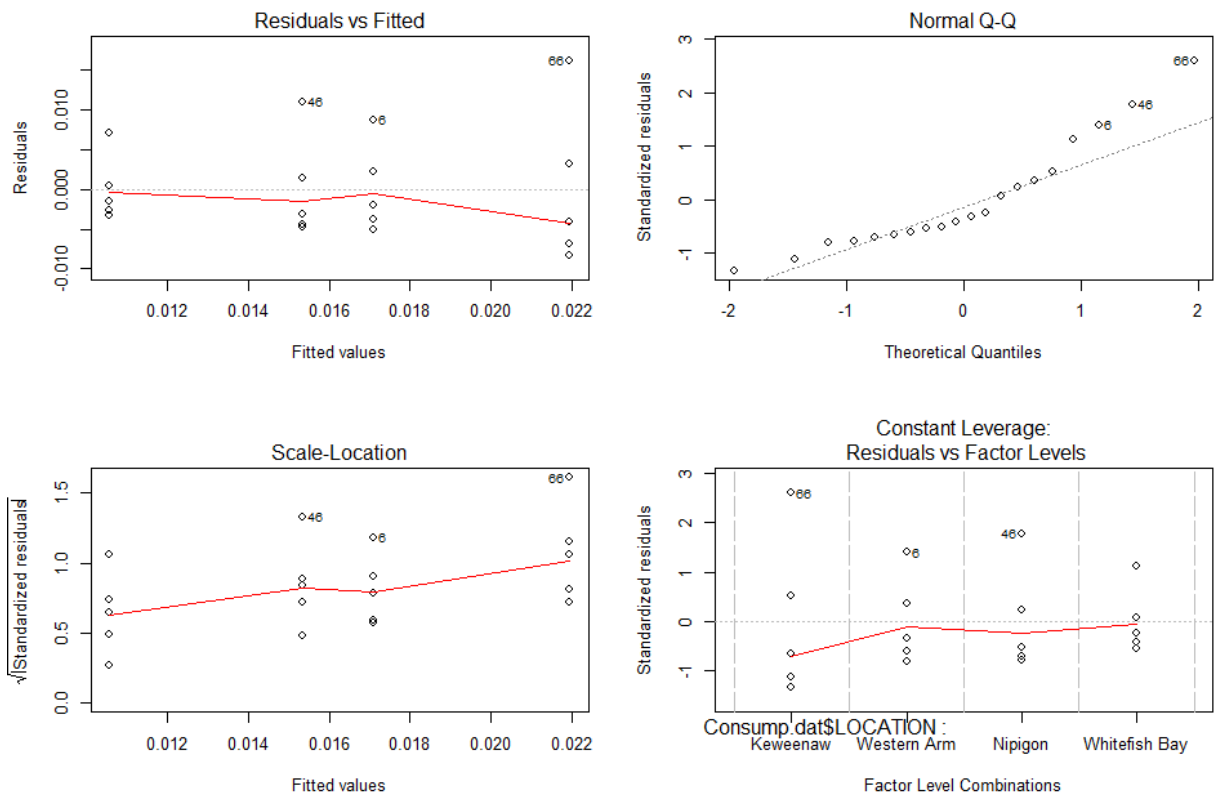 Residuals vs Fitted
Residuals
0.010
0.000
-0.010
66
46
6
0.012 0.014 0.016 0.018 0.020 0.022
Fitted values
Normal Q-Q
Standardized residuals
3
2
1
0
-1
66
46
6
-2 -1 0 1 2
Theoretical Quantiles
Scale-Location
√|Standardized residuals|
1.5
1.0
0.5
0.0
66
46
6
0.012 0.014 0.016 0.018 0.020 0.022
Fitted values
Constant Leverage:
Residuals vs Factor Levels
Standardized residuals
3
2
1
0
-1
66
6
46
Consump.dat$LOCATION :
Keweenaw Western Arm Nipigon Whitefish Bay
Factor Level Combinations